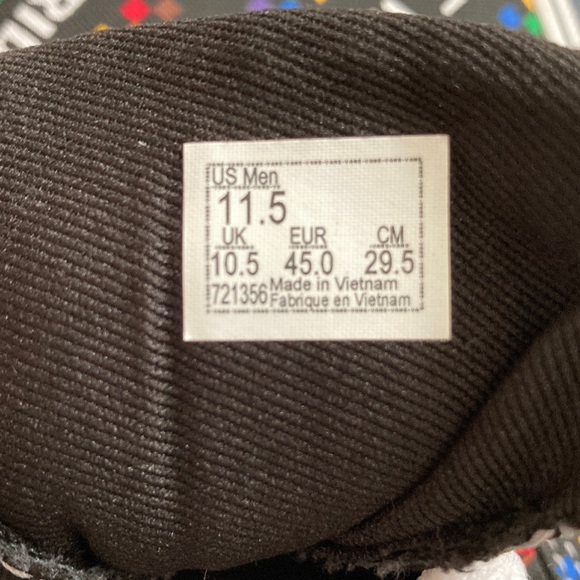 US Men
11.5
UK EUR CM
10.5 45.0 29.5
721356 Made in Vietnam
Fabrique en Vietnam